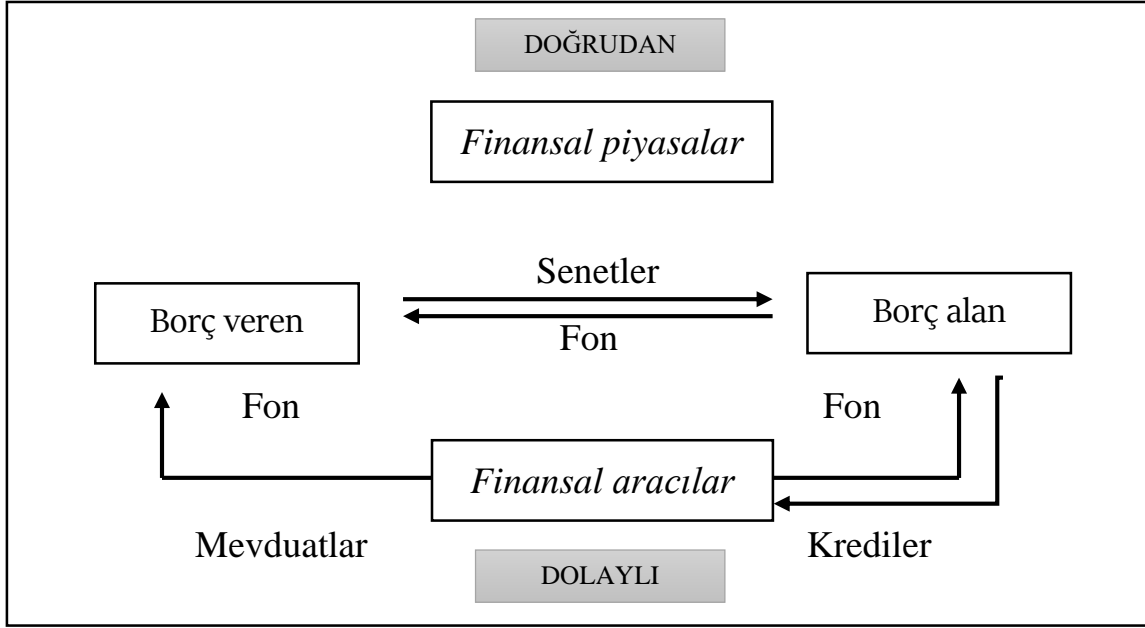 DOĞRUDAN
Finansal piyasalar
Senetler
Borç veren
Borç alan
Fon
Fon
Fon
Finansal aracılar
Mevduatlar
Krediler
DOLAYLI